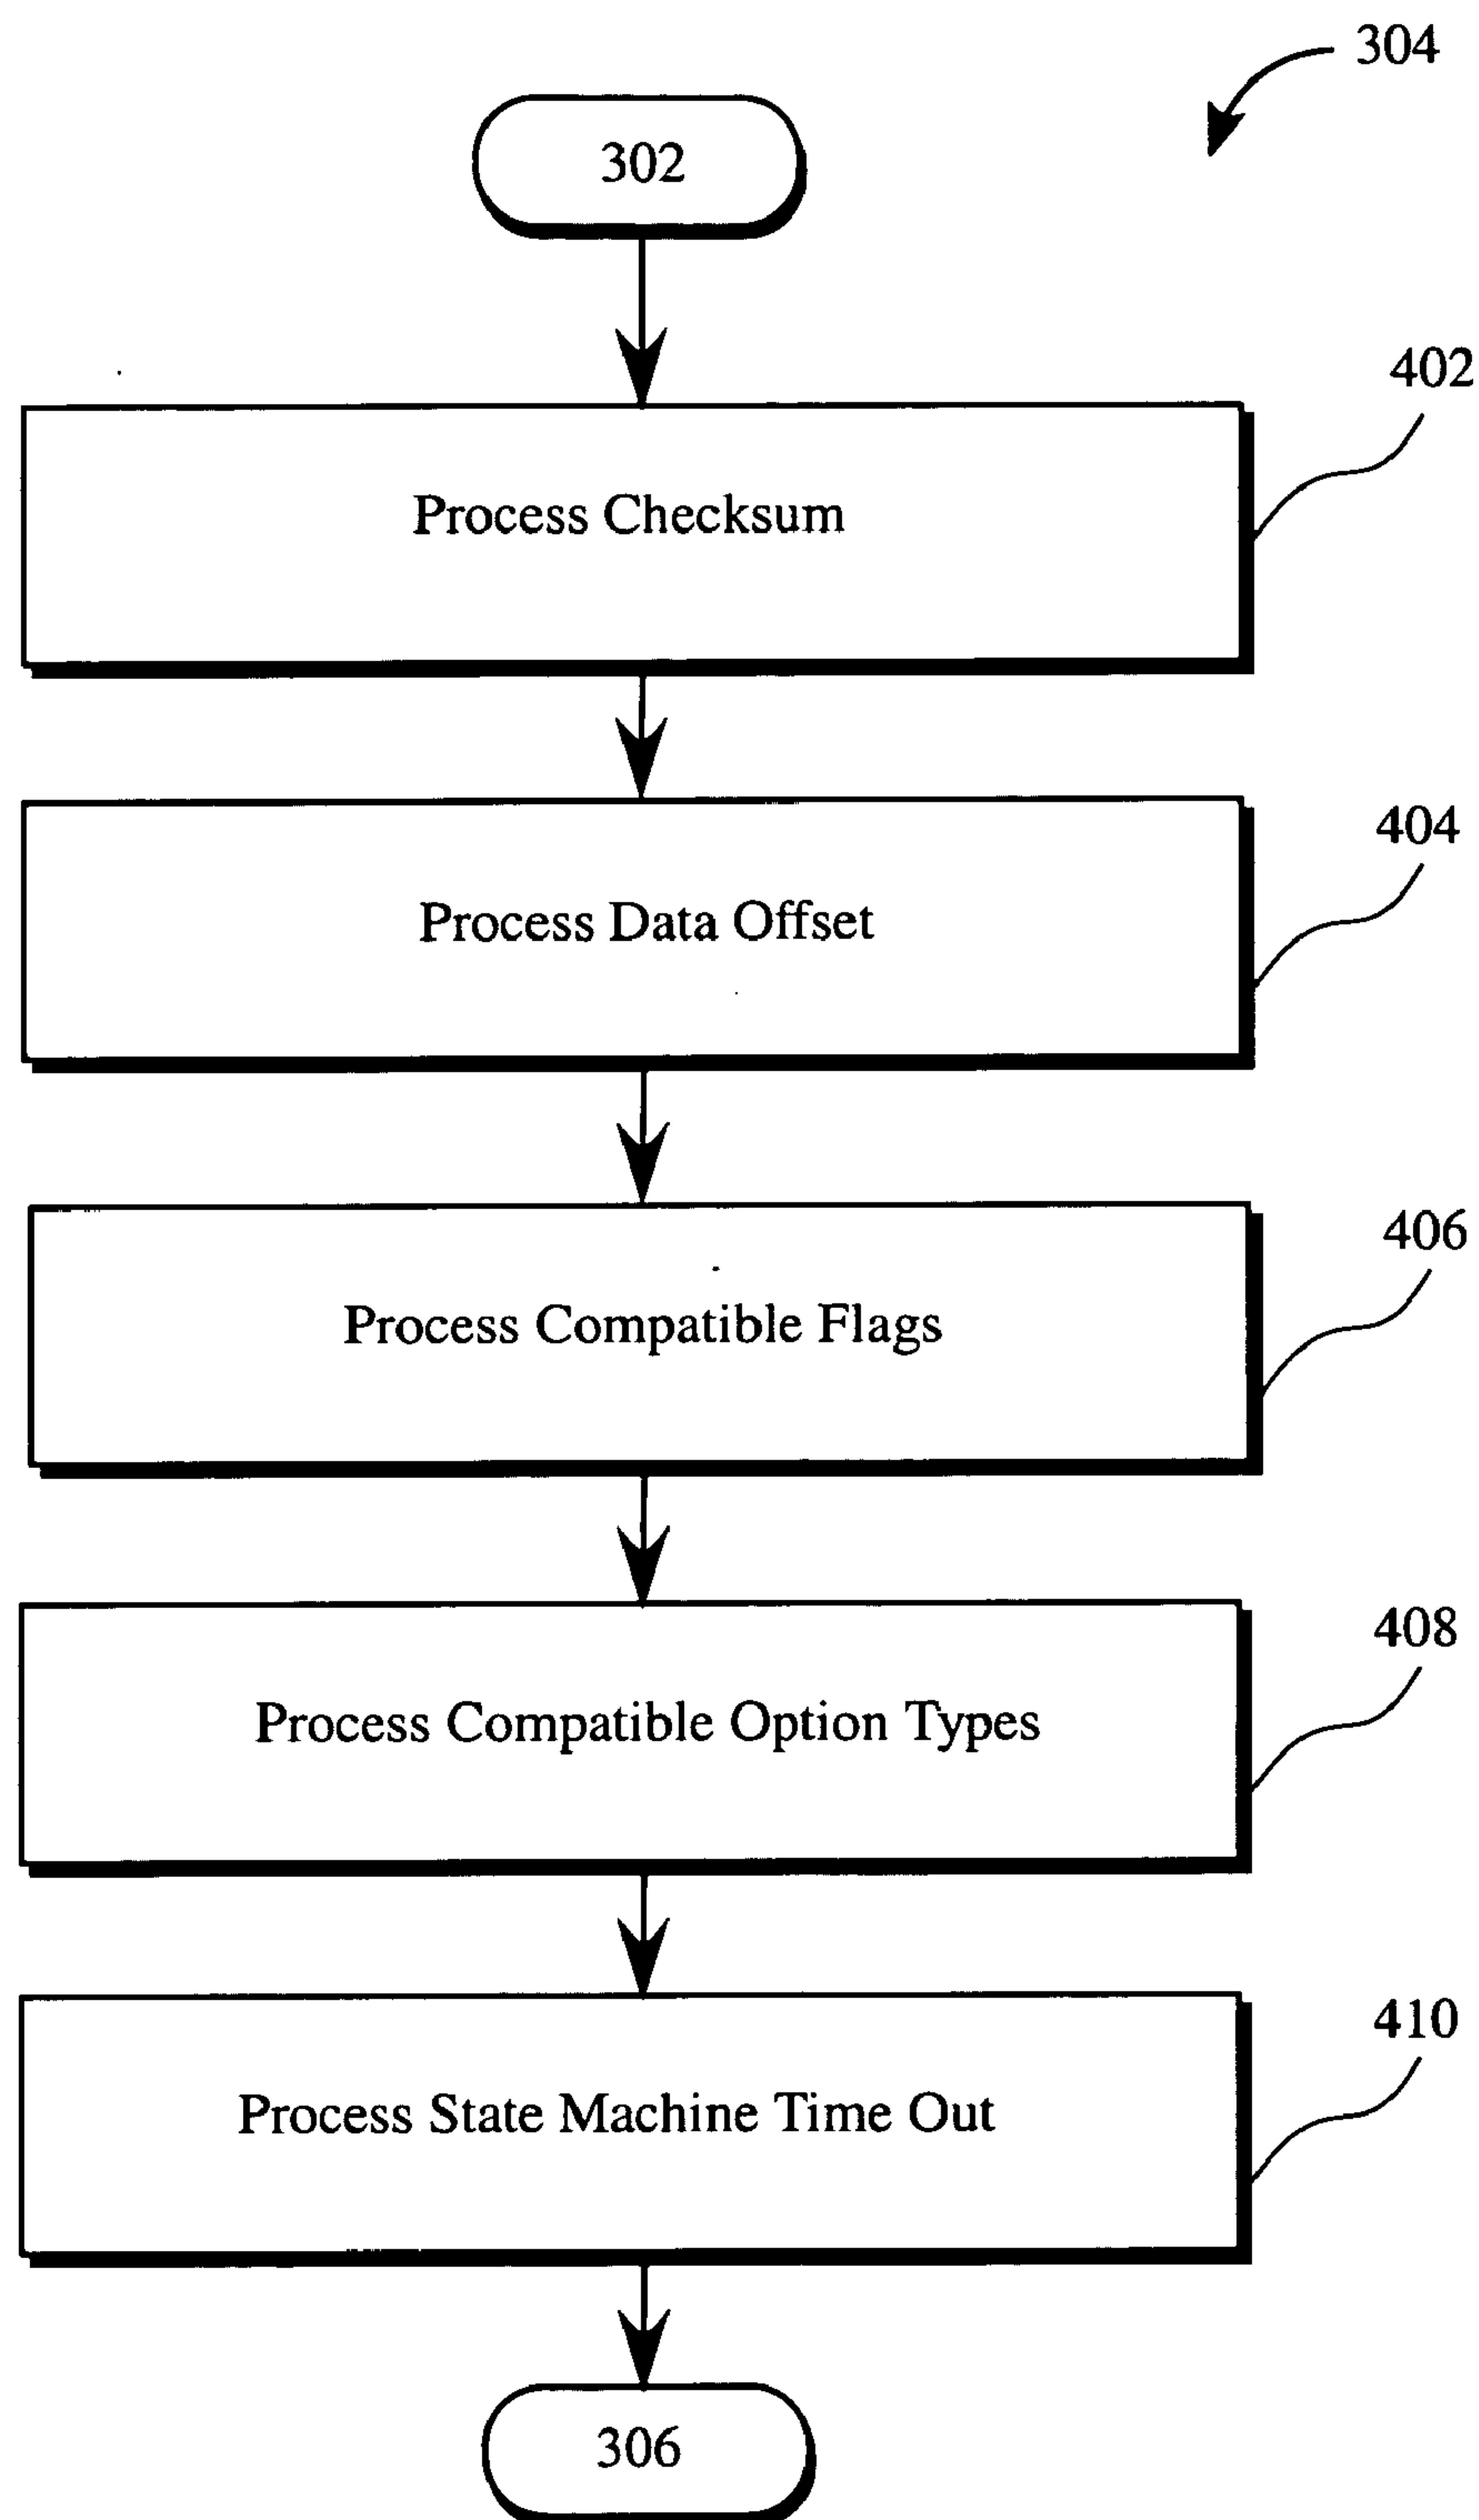 304
302
402
Process Checksum
404
Process Data Offset
406
Process Compatible Flags
408
Process Compatible Option Types
410
Process State Machine Time Out
306